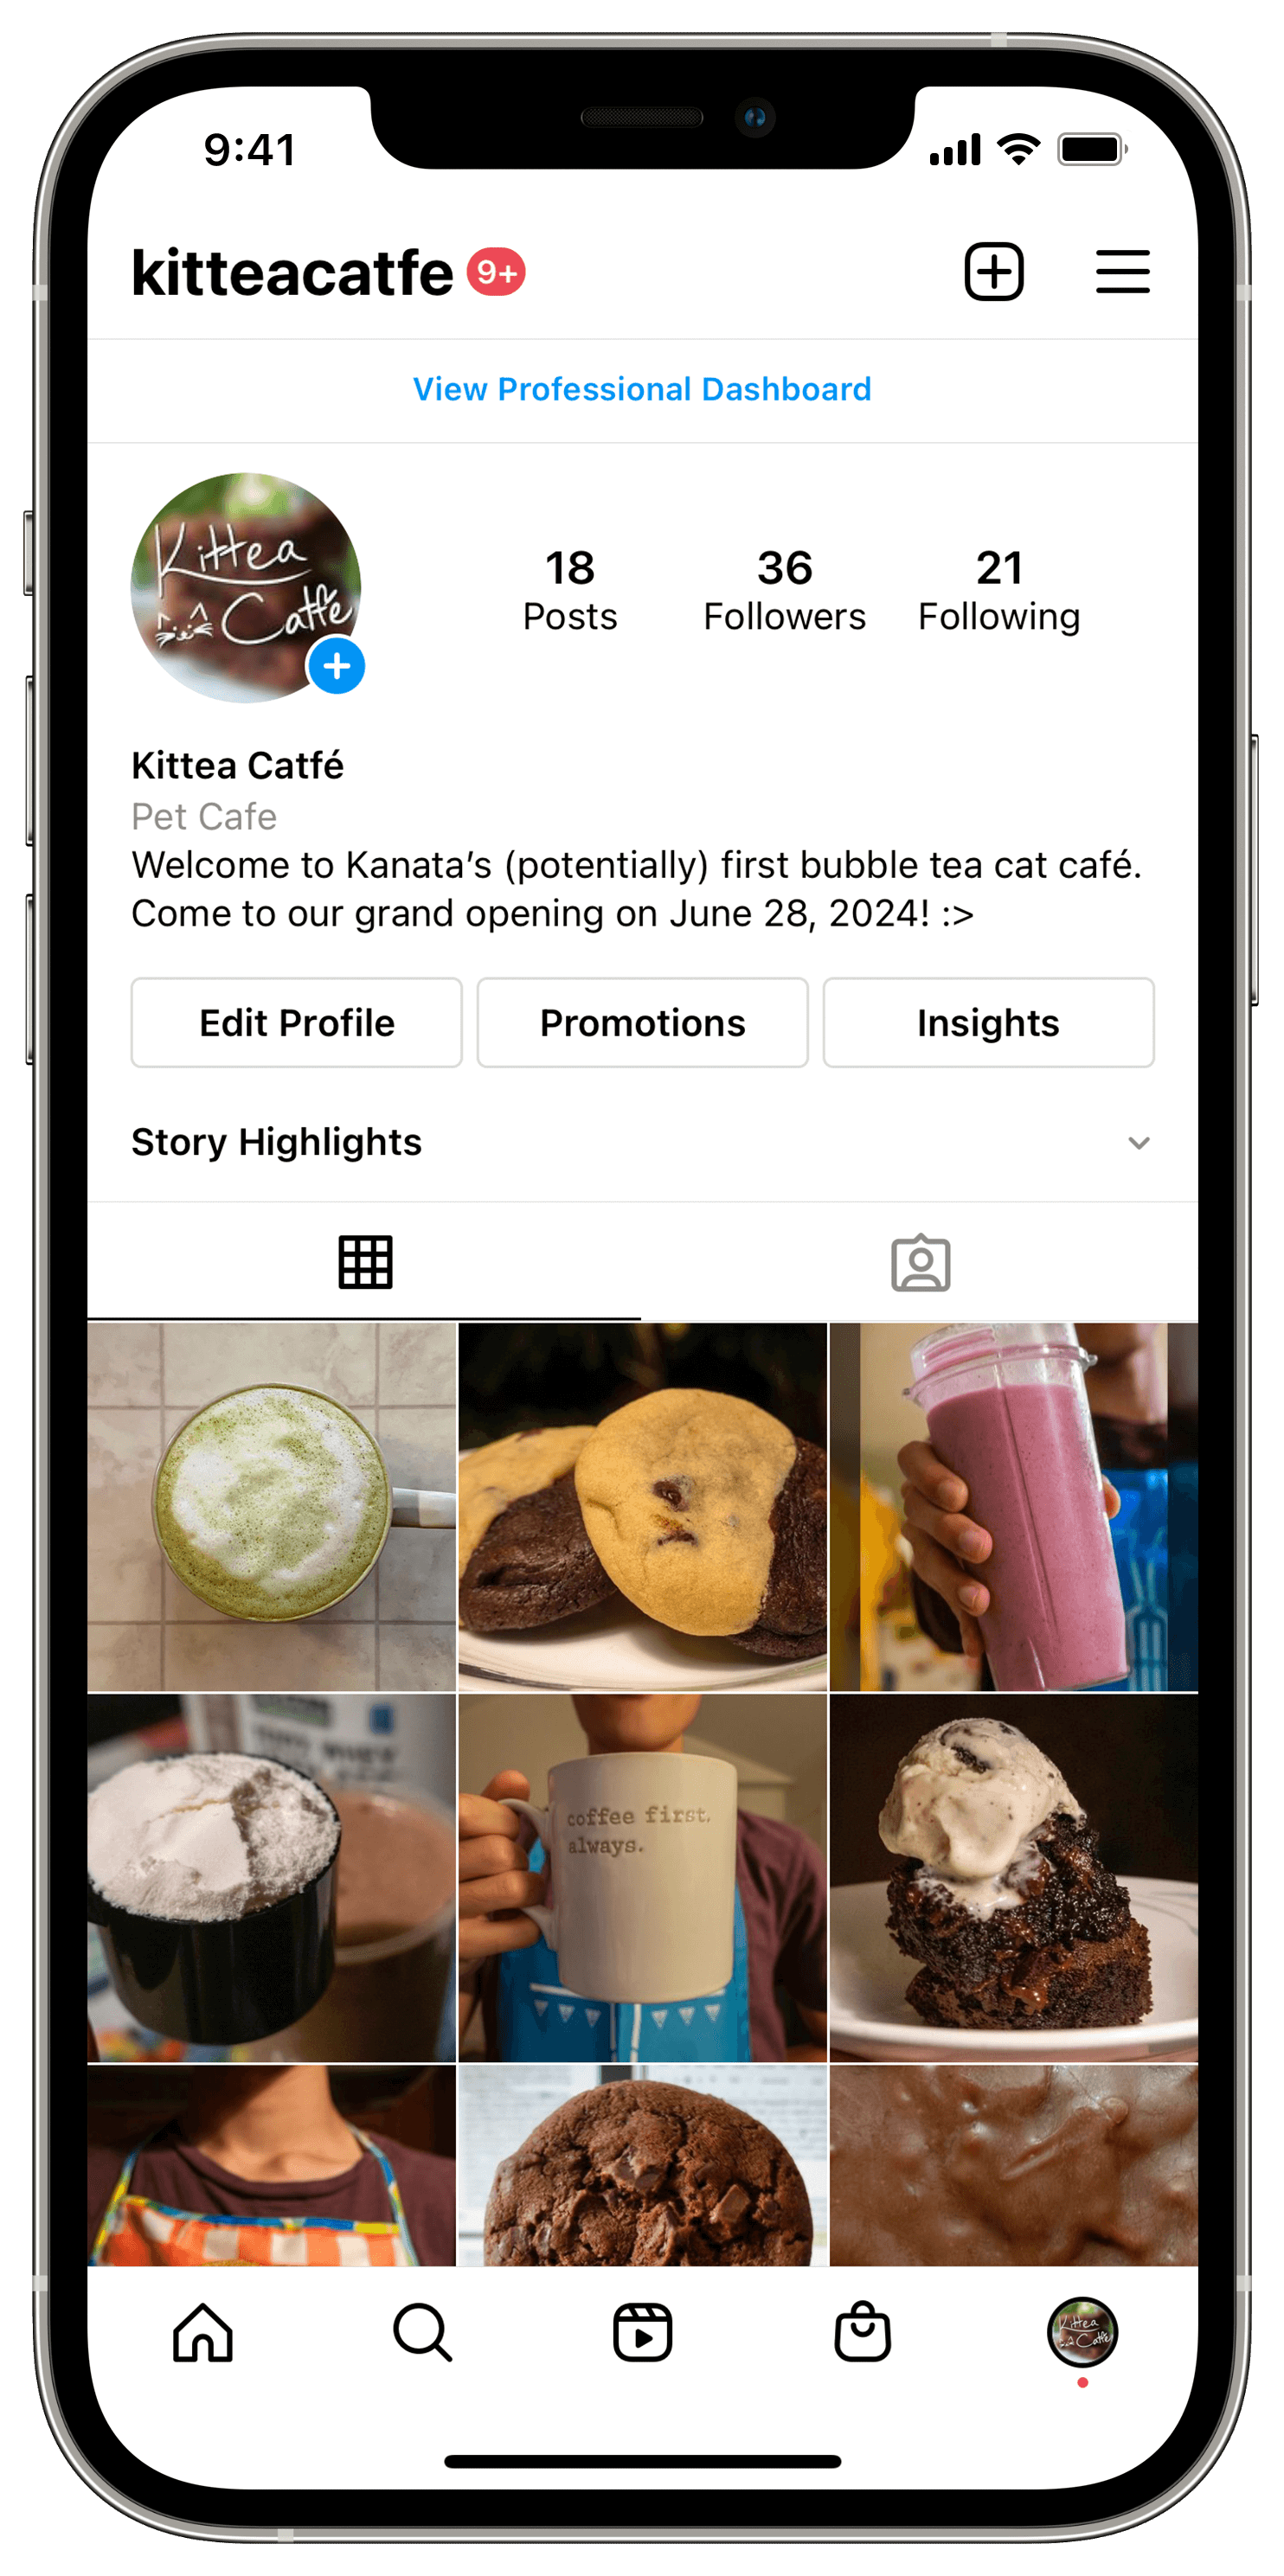 9:41
kitteacatfe 9+
View Professional Dashboard
Kittea
Catfé
18 36 21
Posts Followers Following
Kittea Catfé
Pet Cafe
Welcome to Kanata’s (potentially) first bubble tea cat café.
Come to our grand opening on June 28, 2024! :>
Edit Profile Promotions Insights
Story Highlights
coffee first,
always.
Kittea
Catfé